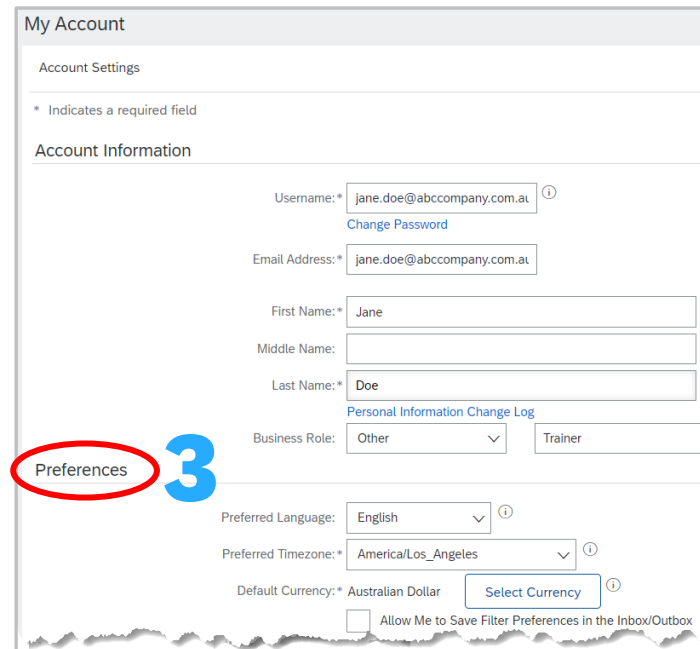 My Account
Account Settings
* Indicates a required field
Account Information
Username:* jane.doe@abccompany.com.au
Change Password
Email Address:* jane.doe@abccompany.com.au
First Name:* Jane
Middle Name:
Last Name:* Doe
Personal Information Change Log
Business Role: Other Trainer
Preferences 3
Preferred Language: English
Preferred Timezone:* America/Los_Angeles
Default Currency:* Australian Dollar Select Currency
Allow Me to Save Filter Preferences in the Inbox/Outbox